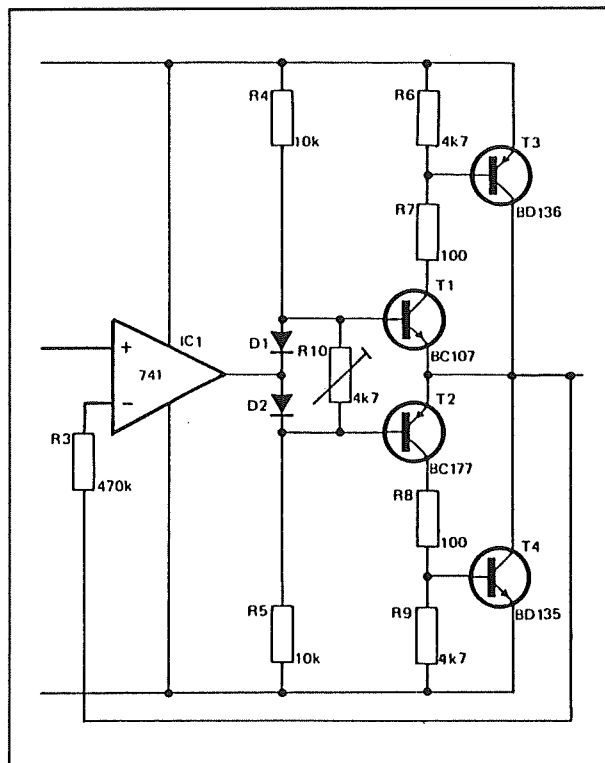 R4
10k
R6
4k7
T3
BD136
R7
100
T1
BC107
IC1
+
741
−
D1
R10
4k7
D2
T2
BC177
R3
470k
R8
100
T4
BD135
R5
10k
R9
4k7